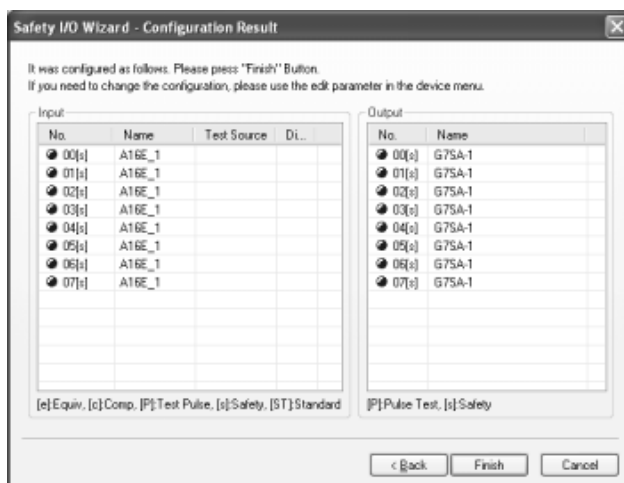 Safety I/O Wizard - Configuration Result
It was configured as follows. Please press "Finish" Button.
If you need to change the configuration, please use the edit parameter in the device menu.
Input
No. Name Test Source Di...
00[s] A16E_1
01[s] A16E_1
02[s] A16E_1
03[s] A16E_1
04[s] A16E_1
05[s] A16E_1
06[s] A16E_1
07[s] A16E_1
[e]:Equiv, [c]:Comp, [P]:Test Pulse, [s]:Safety, [ST]:Standard
Output
No. Name
00[s] G7SA-1
01[s] G7SA-1
02[s] G7SA-1
03[s] G7SA-1
04[s] G7SA-1
05[s] G7SA-1
06[s] G7SA-1
07[s] G7SA-1
[P]:Pulse Test, [s]:Safety
< Back Finish Cancel